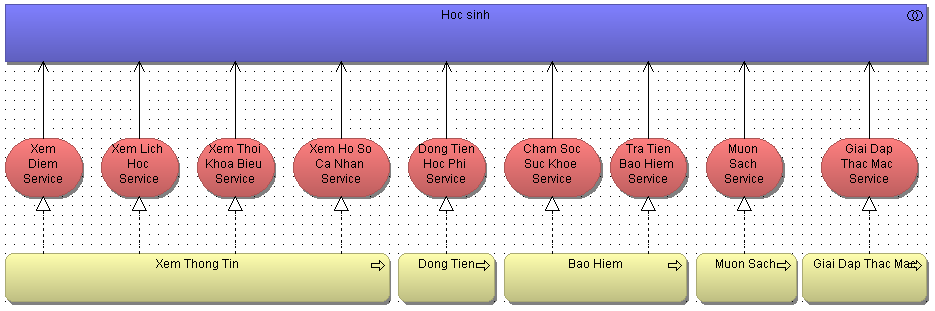 Hoc sinh
Xem
Diem
Service
Xem Lich
Hoc
Service
Xem Thoi
Khoa Bieu
Service
Xem Ho So
Ca Nhan
Service
Dong Tien
Hoc Phi
Service
Cham Soc
Suc Khoe
Service
Tra Tien
Bao Hiem
Service
Muon
Sach
Service
Giai Dap
Thac Mac
Service
Xem Thong Tin
Dong Tien
Bao Hiem
Muon Sach
Giai Dap Thac Mac